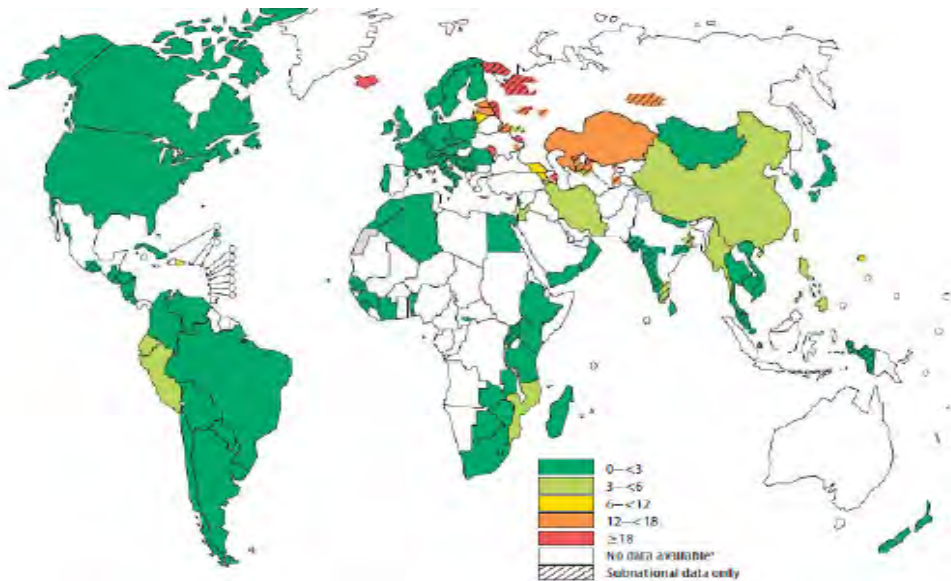 0–<3
3–<6
6–<12
12–<18
≥18
No data available*
Subnational data only